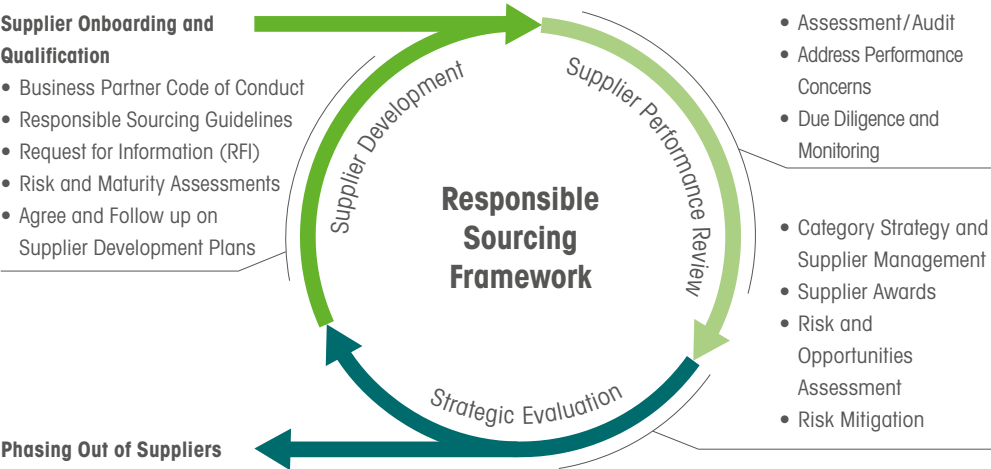 Supplier Onboarding and
Qualification
• Business Partner Code of Conduct
• Responsible Sourcing Guidelines
• Request for Information (RFI)
• Risk and Maturity Assessments
• Agree and Follow up on
Supplier Development Plans
Supplier Development
Supplier Performance Review
Responsible
Sourcing
Framework
Strategic Evaluation
• Assessment/Audit
• Address Performance
Concerns
• Due Diligence and
Monitoring
• Category Strategy and
Supplier Management
• Supplier Awards
• Risk and
Opportunities
Assessment
• Risk Mitigation
Phasing Out of Suppliers